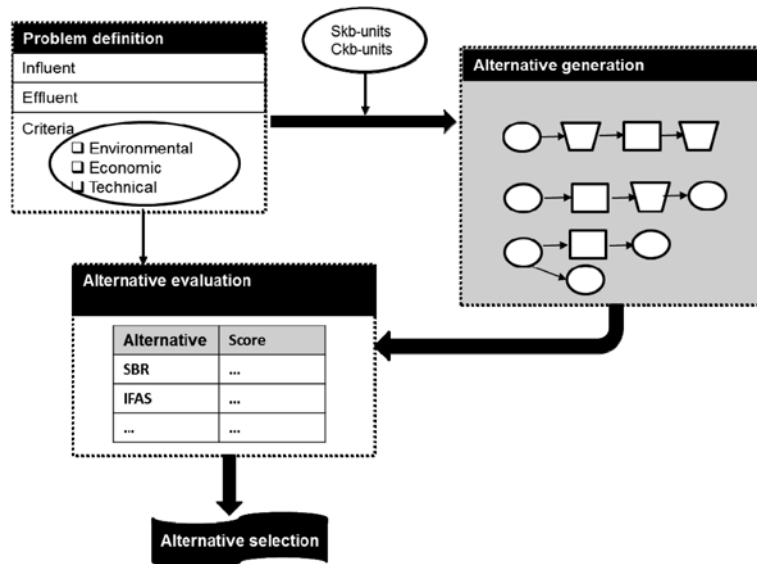 Problem definition
Influent
Effluent
Criteria
Environmental
Economic
Technical
Skb-units
Ckb-units
Alternative generation
Alternative evaluation
Alternative Score
SBR ...
IFAS ...
... ...
Alternative selection